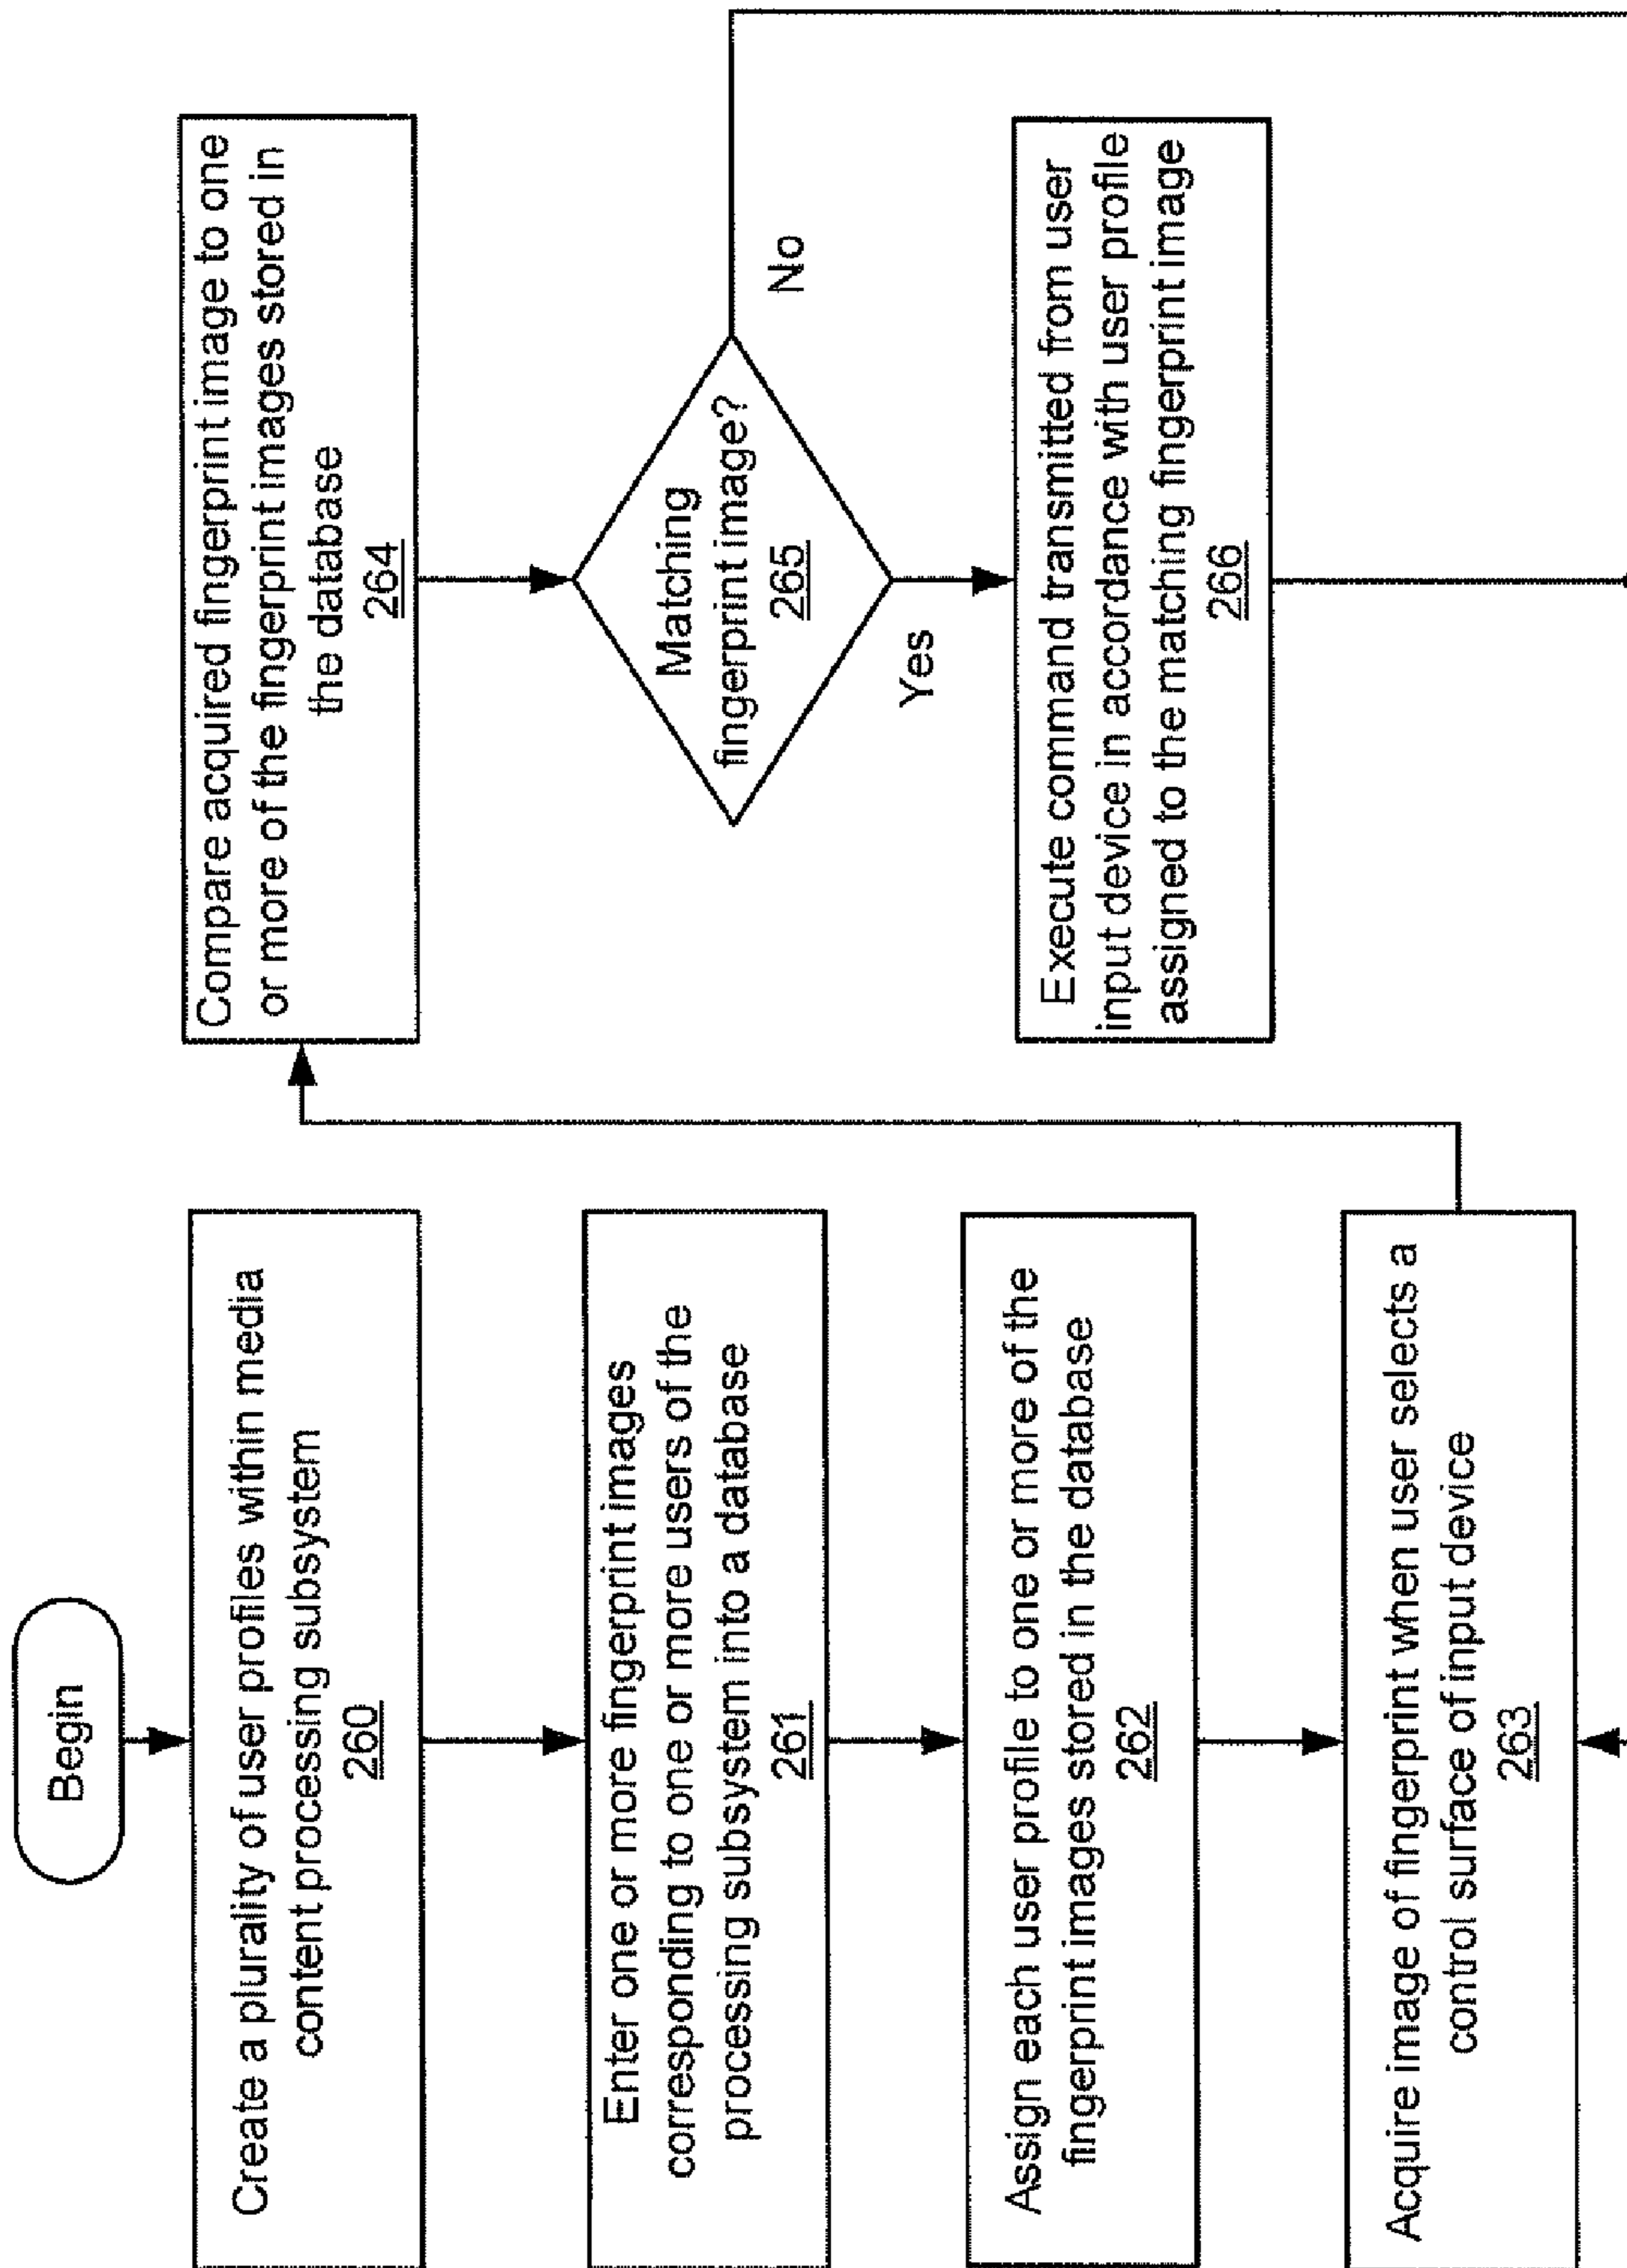 Begin
Create a plurality of user profiles within media
content processing subsystem
260
Enter one or more fingerprint images
corresponding to one or more users of the
processing subsystem into a database
261
Assign each user profile to one or more of the
fingerprint images stored in the database
262
Acquire image of fingerprint when user selects a
control surface of input device
263
Compare acquired fingerprint image to one
or more of the fingerprint images stored in
the database
264
Matching
fingerprint image?
265
No
Yes
Execute command transmitted from user
input device in accordance with user profile
assigned to the matching fingerprint image
266